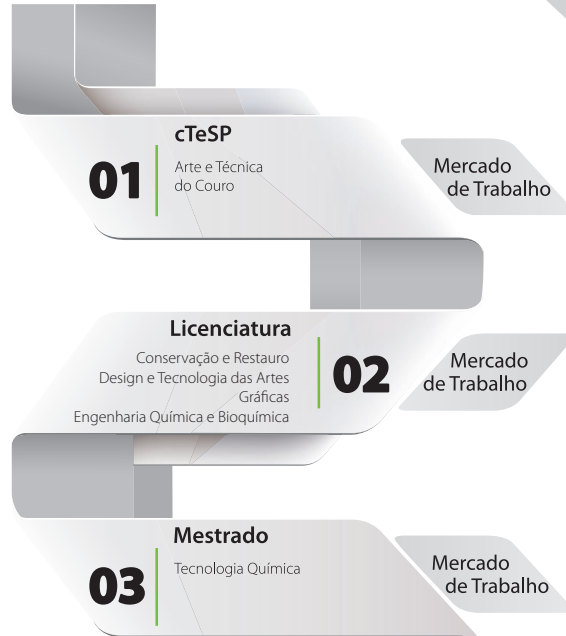 cTeSP
01
Arte e Técnica
do Couro
Mercado
de Trabalho
Licenciatura
Conservação e Restauro
Design e Tecnologia das Artes
Gráficas
Engenharia Química e Bioquímica
02
Mercado
de Trabalho
Mestrado
03
Tecnologia Química
Mercado
de Trabalho